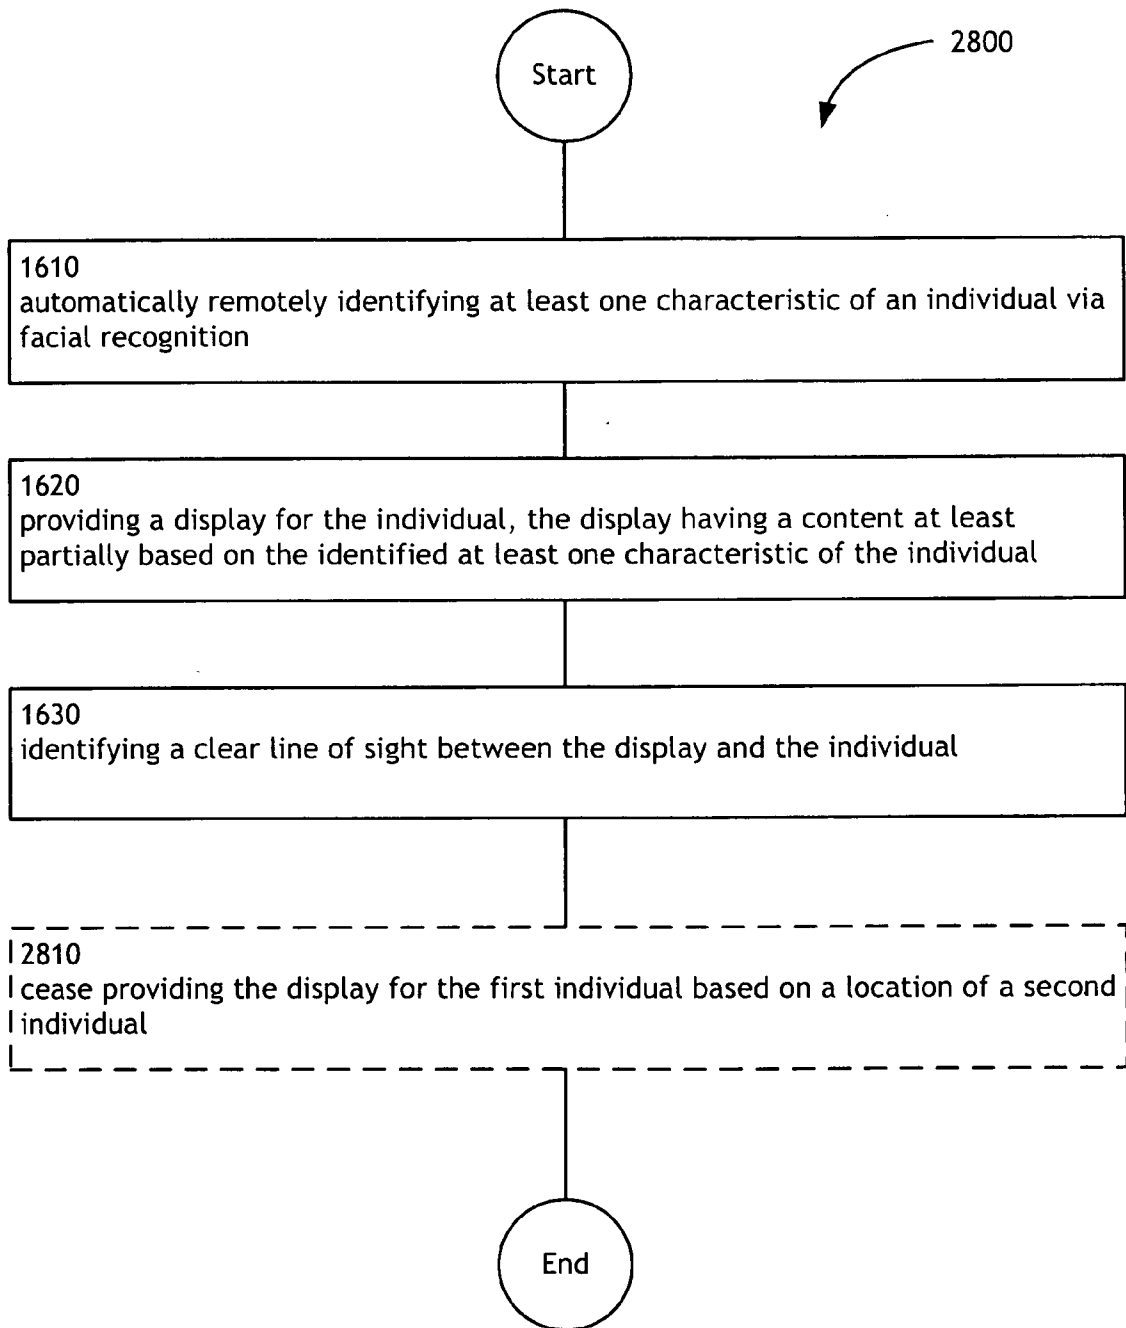 Start
2800
1610
automatically remotely identifying at least one characteristic of an individual via
facial recognition
1620
providing a display for the individual, the display having a content at least
partially based on the identified at least one characteristic of the individual
1630
identifying a clear line of sight between the display and the individual
2810
cease providing the display for the first individual based on a location of a second
individual
End